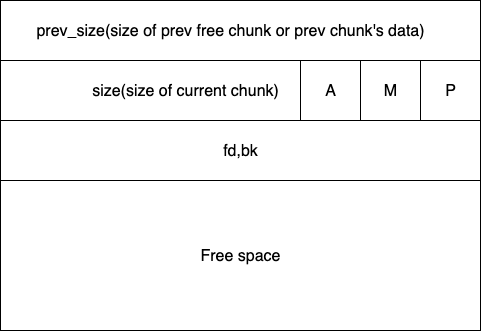 prev_size(size of prev free chunk or prev chunk's data)
size(size of current chunk) A M P
fd,bk
Free space